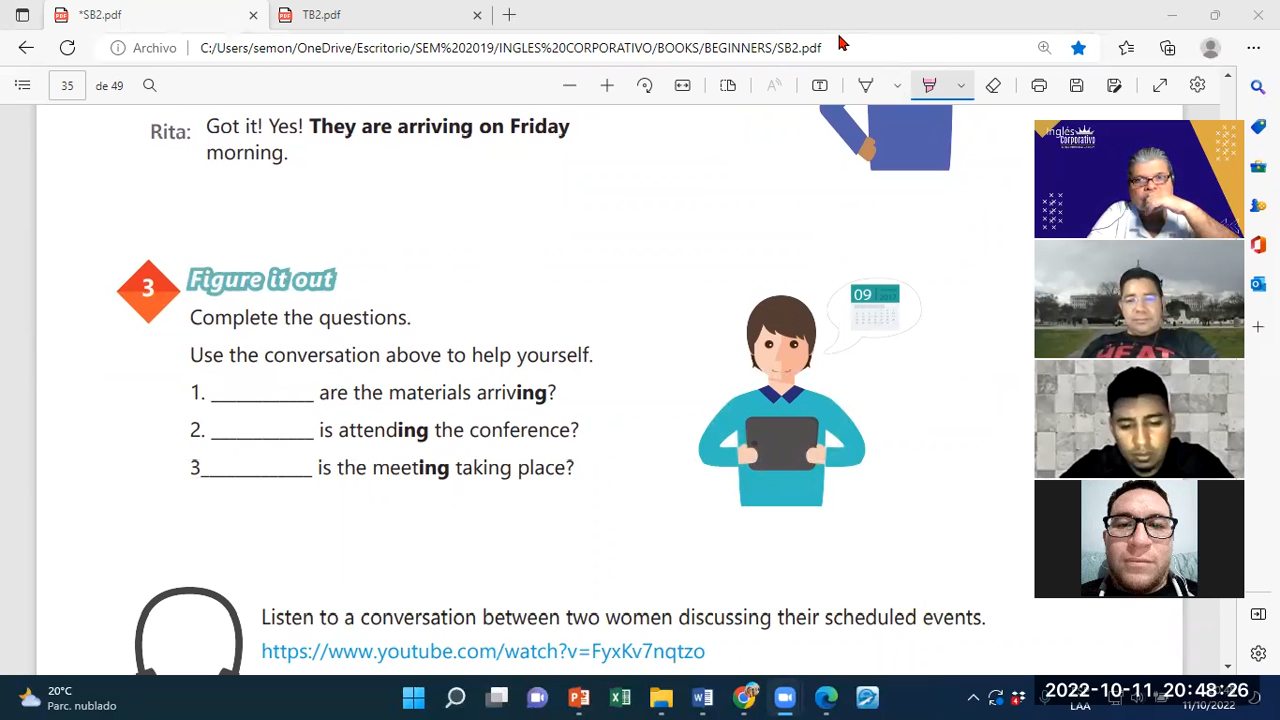 *SB2.pdf
TB2.pdf
Archivo
C:/Users/semon/OneDrive/Escritorio/SEM%202019/INGLES%20CORPORATIVO/BOOKS/BEGINNERS/SB2.pdf
35 de 49
Rita: Got it! Yes! They are arriving on Friday
morning.
Inglés
Corporativo
3 Figure it out
09
Complete the questions.
Use the conversation above to help yourself.
1. ___________ are the materials arriving?
2. ___________ is attending the conference?
3____________ is the meeting taking place?
Listen to a conversation between two women discussing their scheduled events.
https://www.youtube.com/watch?v=FyxKv7nqtzo
20°C
Parc. nublado
2022-10-11 20:48:26
LAA
11/10/2022